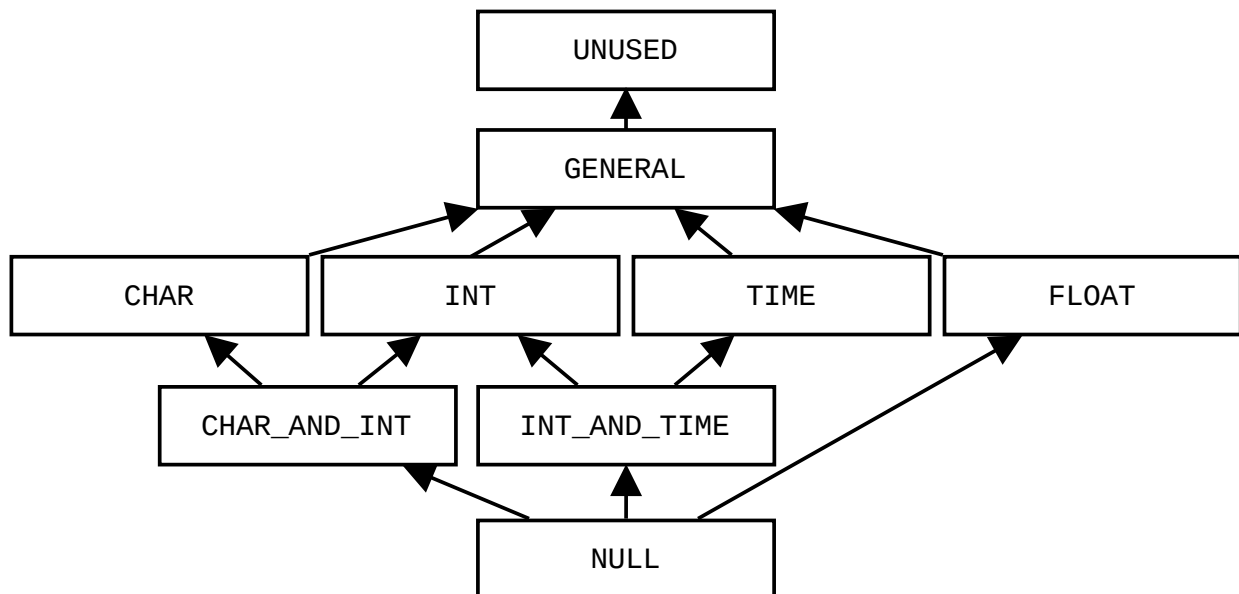 UNUSED
GENERAL
CHAR
INT
TIME
FLOAT
CHAR_AND_INT
INT_AND_TIME
NULL